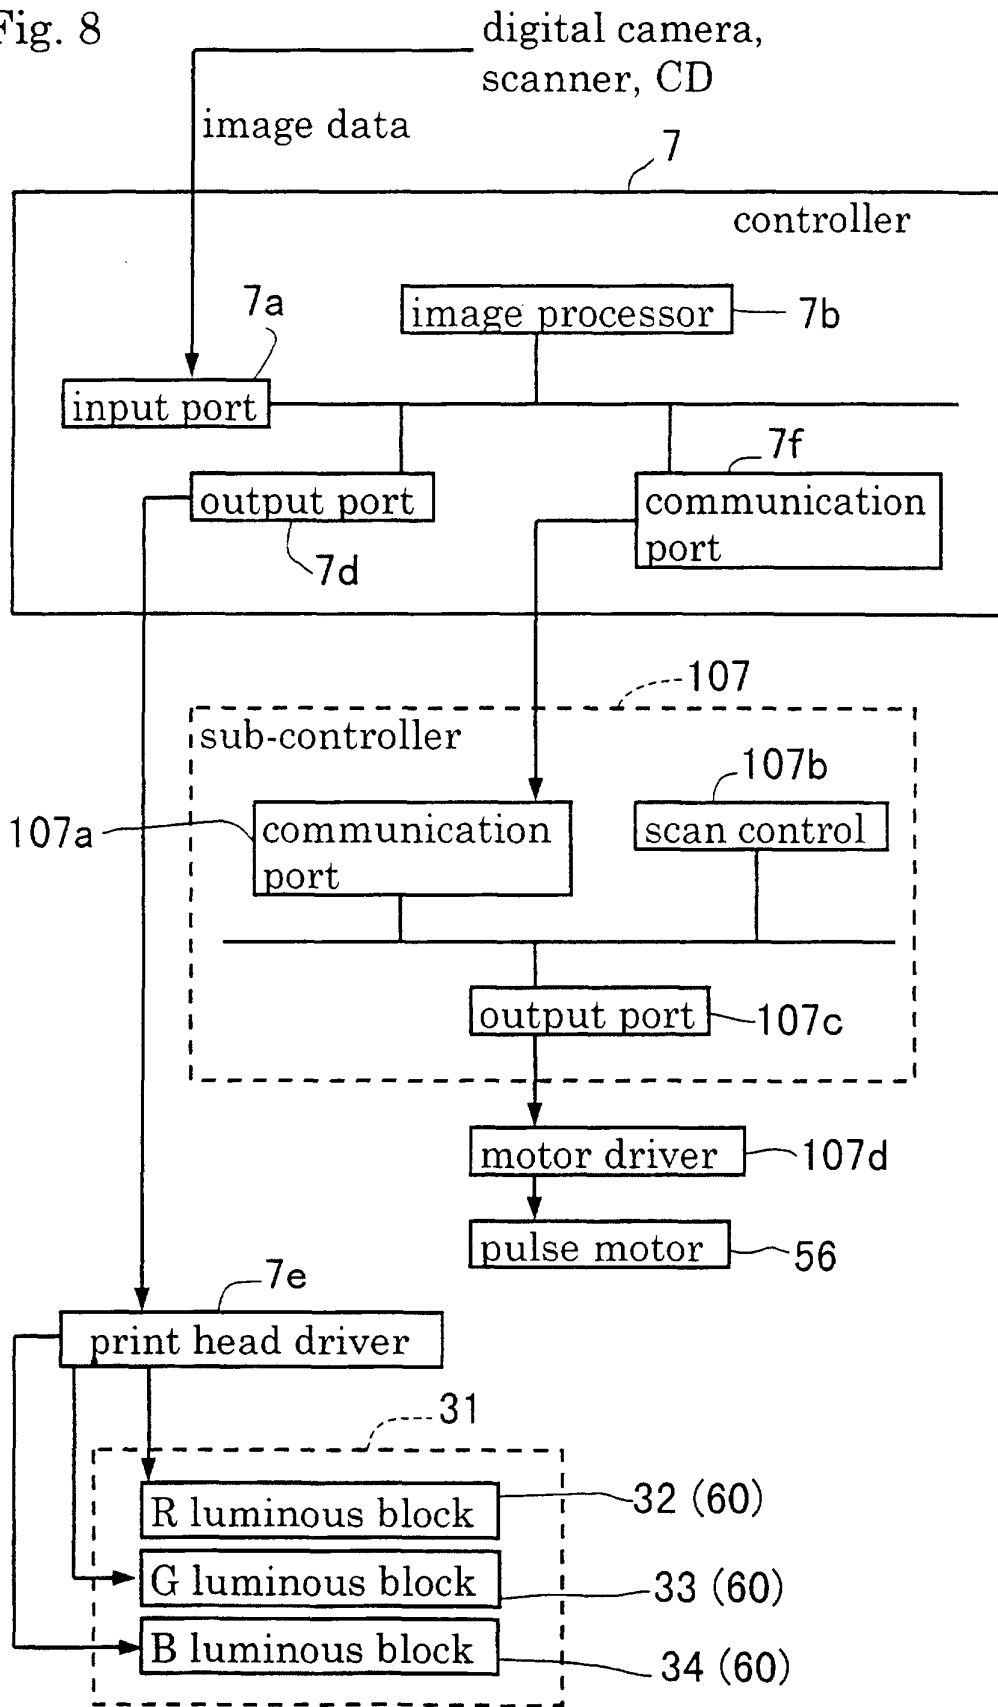 Fig. 8
digital camera,
scanner, CD
image data
7
controller
7a
image processor
7b
input port
7f
output port
communication
port
7d
107
sub-controller
107b
107a
communication
port
scan control
output port
107c
motor driver
107d
pulse motor
56
7e
print head driver
31
R luminous block
32 (60)
G luminous block
33 (60)
B luminous block
34 (60)